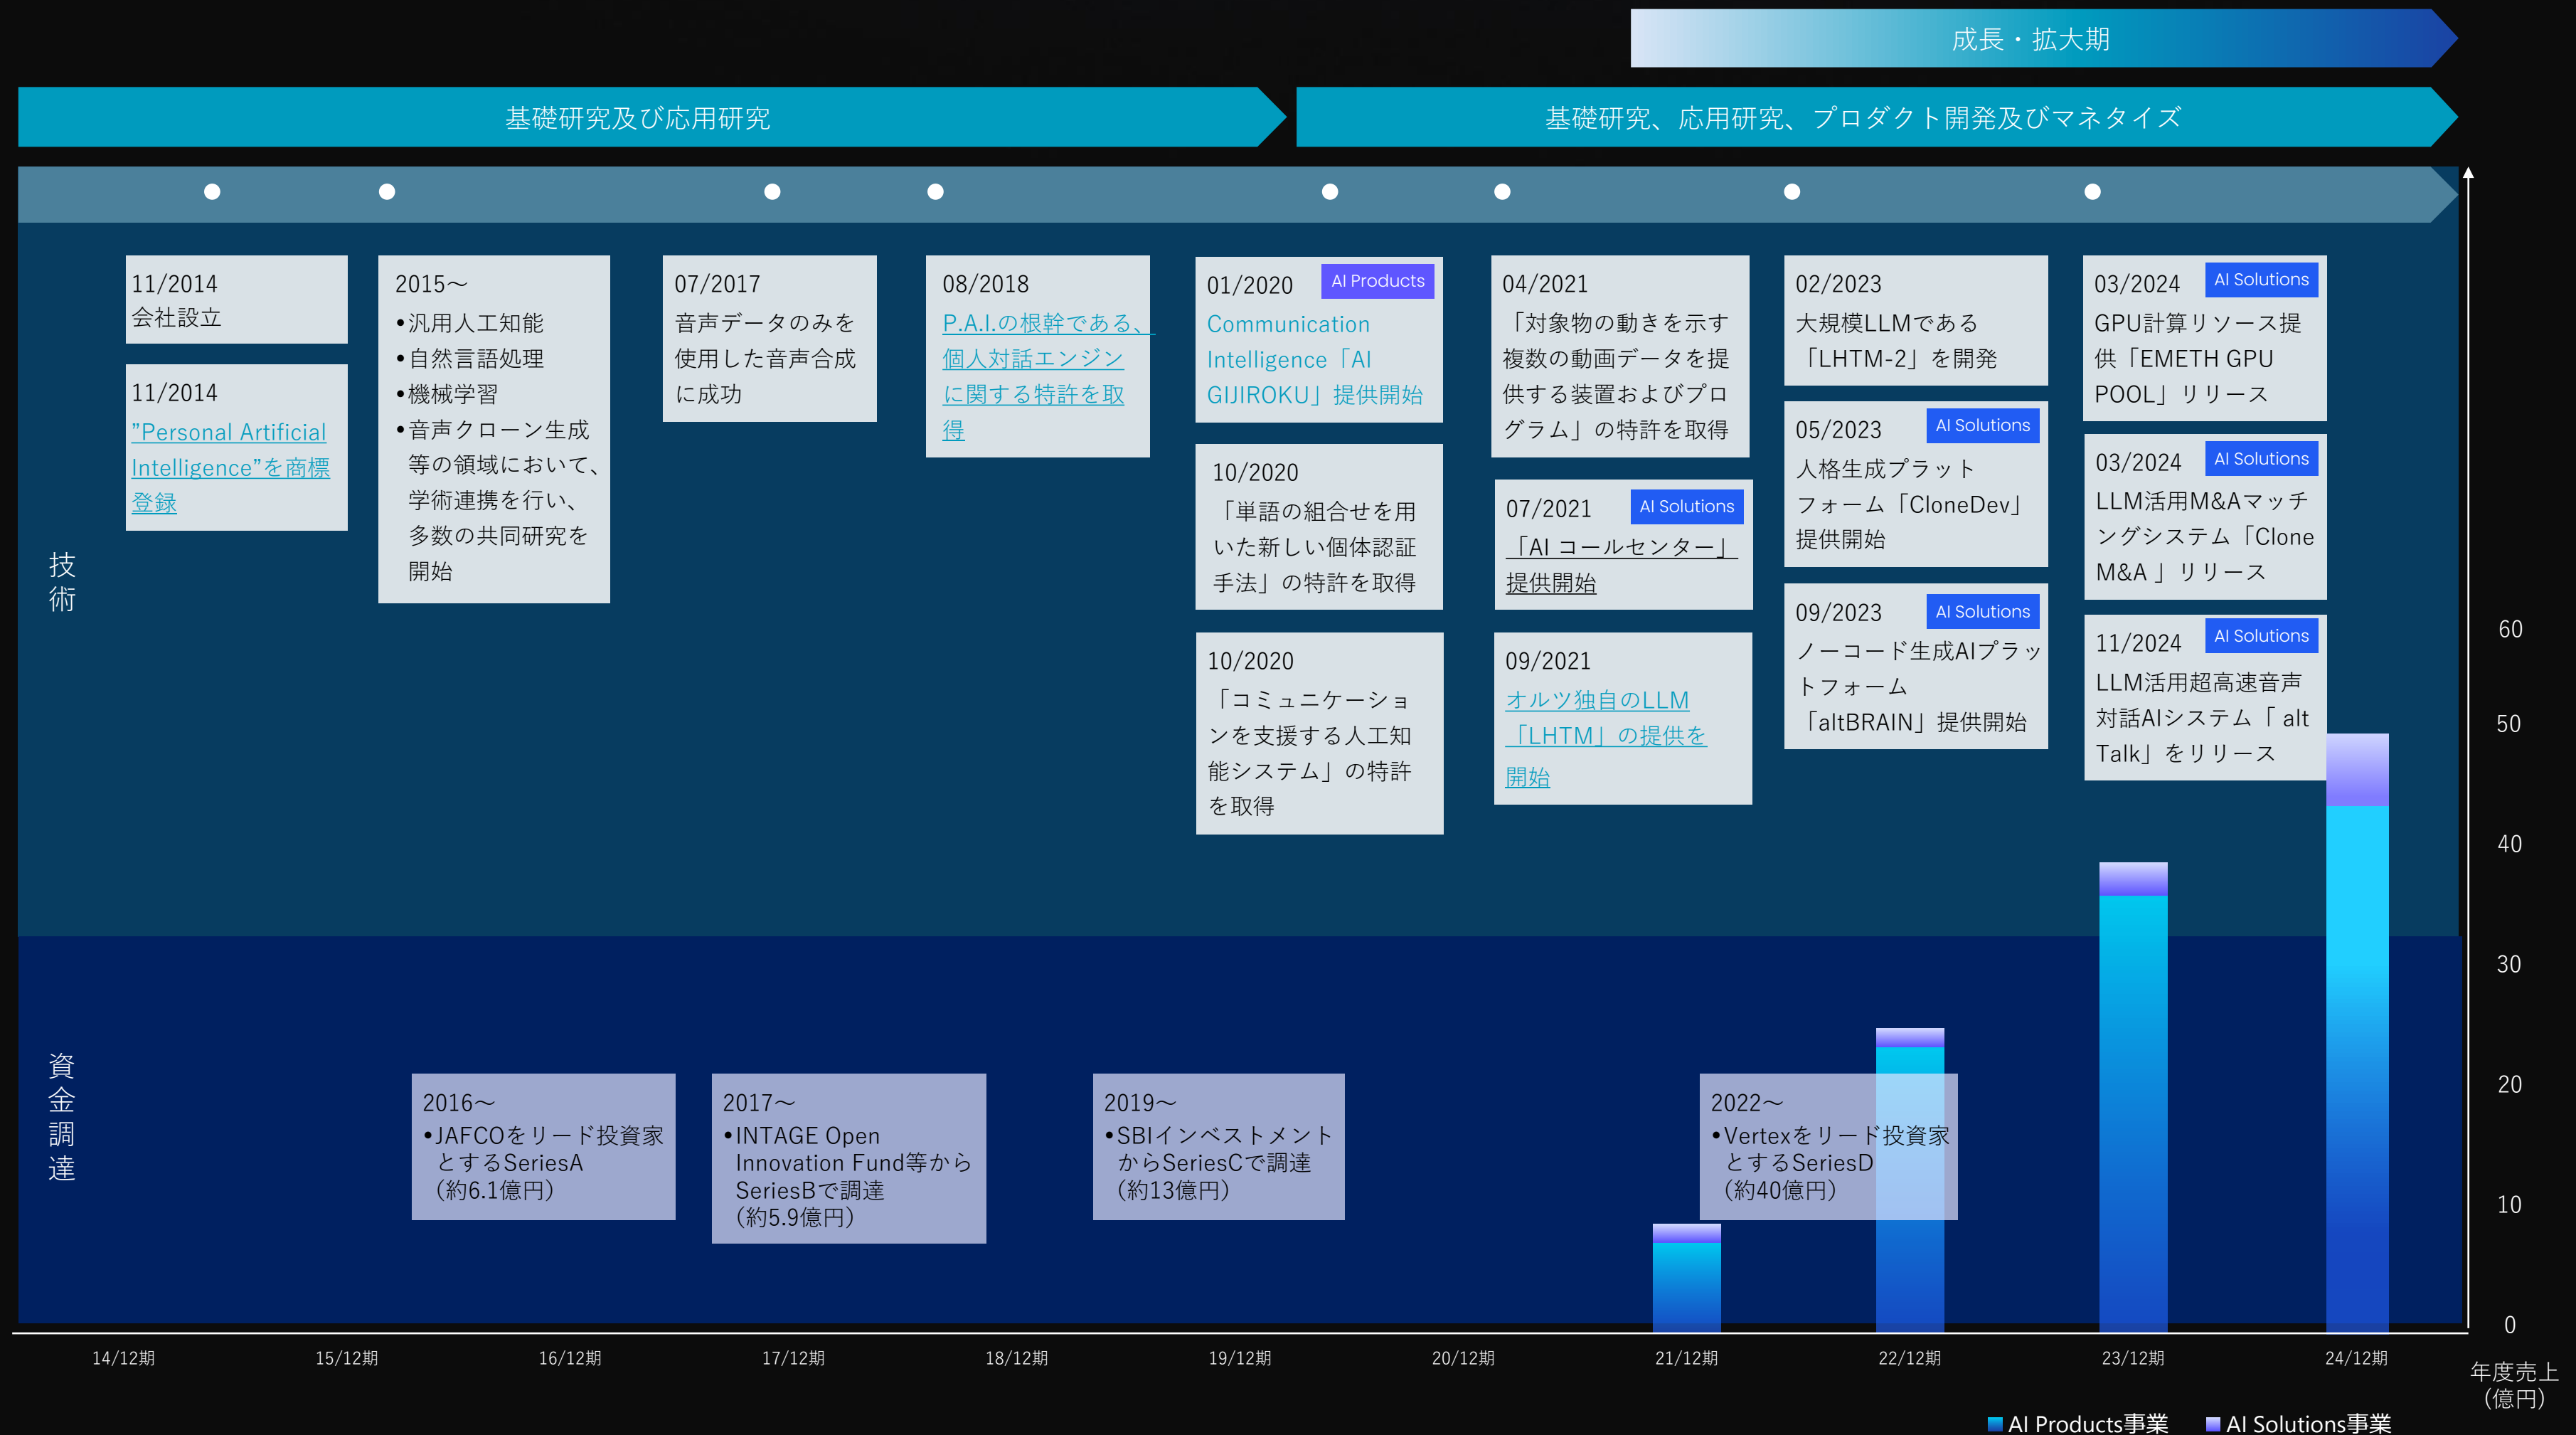 成長・拡大期
基礎研究及び応用研究
基礎研究、応用研究、プロダクト開発及びマネタイズ
技術
11/2014
会社設立
11/2014
”Personal Artificial
Intelligence”を商標
登録
2015～
•汎用人工知能
•自然言語処理
•機械学習
•音声クローン生成
等の領域において、
学術連携を行い、
多数の共同研究を
開始
07/2017
音声データのみを
使用した音声合成
に成功
08/2018
P.A.I.の根幹である、
個人対話エンジン
に関する特許を取
得
01/2020
AI Products
Communication
Intelligence「AI
GIJIROKU」提供開始
10/2020
「単語の組合せを用
いた新しい個体認証
手法」の特許を取得
10/2020
「コミュニケーショ
ンを支援する人工知
能システム」の特許
を取得
04/2021
「対象物の動きを示す
複数の動画データを提
供する装置およびプロ
グラム」の特許を取得
07/2021
AI Solutions
「AI コールセンター」
提供開始
09/2021
オルツ独自のLLM
「LHTM」の提供を
開始
02/2023
大規模LLMである
「LHTM-2」を開発
05/2023
AI Solutions
人格生成プラット
フォーム「CloneDev」
提供開始
09/2023
AI Solutions
ノーコード生成AIプラッ
トフォーム
「altBRAIN」提供開始
03/2024
AI Solutions
GPU計算リソース提
供「EMETH GPU
POOL」リリース
03/2024
AI Solutions
LLM活用M&Aマッチ
ングシステム「Clone
M&A 」リリース
11/2024
AI Solutions
LLM活用超高速音声
対話AIシステム「 alt
Talk」をリリース
資金調達
2016～
•JAFCOをリード投資家
とするSeriesA
（約6.1億円）
2017～
•INTAGE Open
Innovation Fund等から
SeriesBで調達
（約5.9億円）
2019～
•SBIインベストメント
からSeriesCで調達
（約13億円）
2022～
•Vertexをリード投資家
とするSeriesD
（約40億円）
60
50
40
30
20
10
0
14/12期
15/12期
16/12期
17/12期
18/12期
19/12期
20/12期
21/12期
22/12期
23/12期
24/12期
年度売上
（億円）
AI Products事業
AI Solutions事業